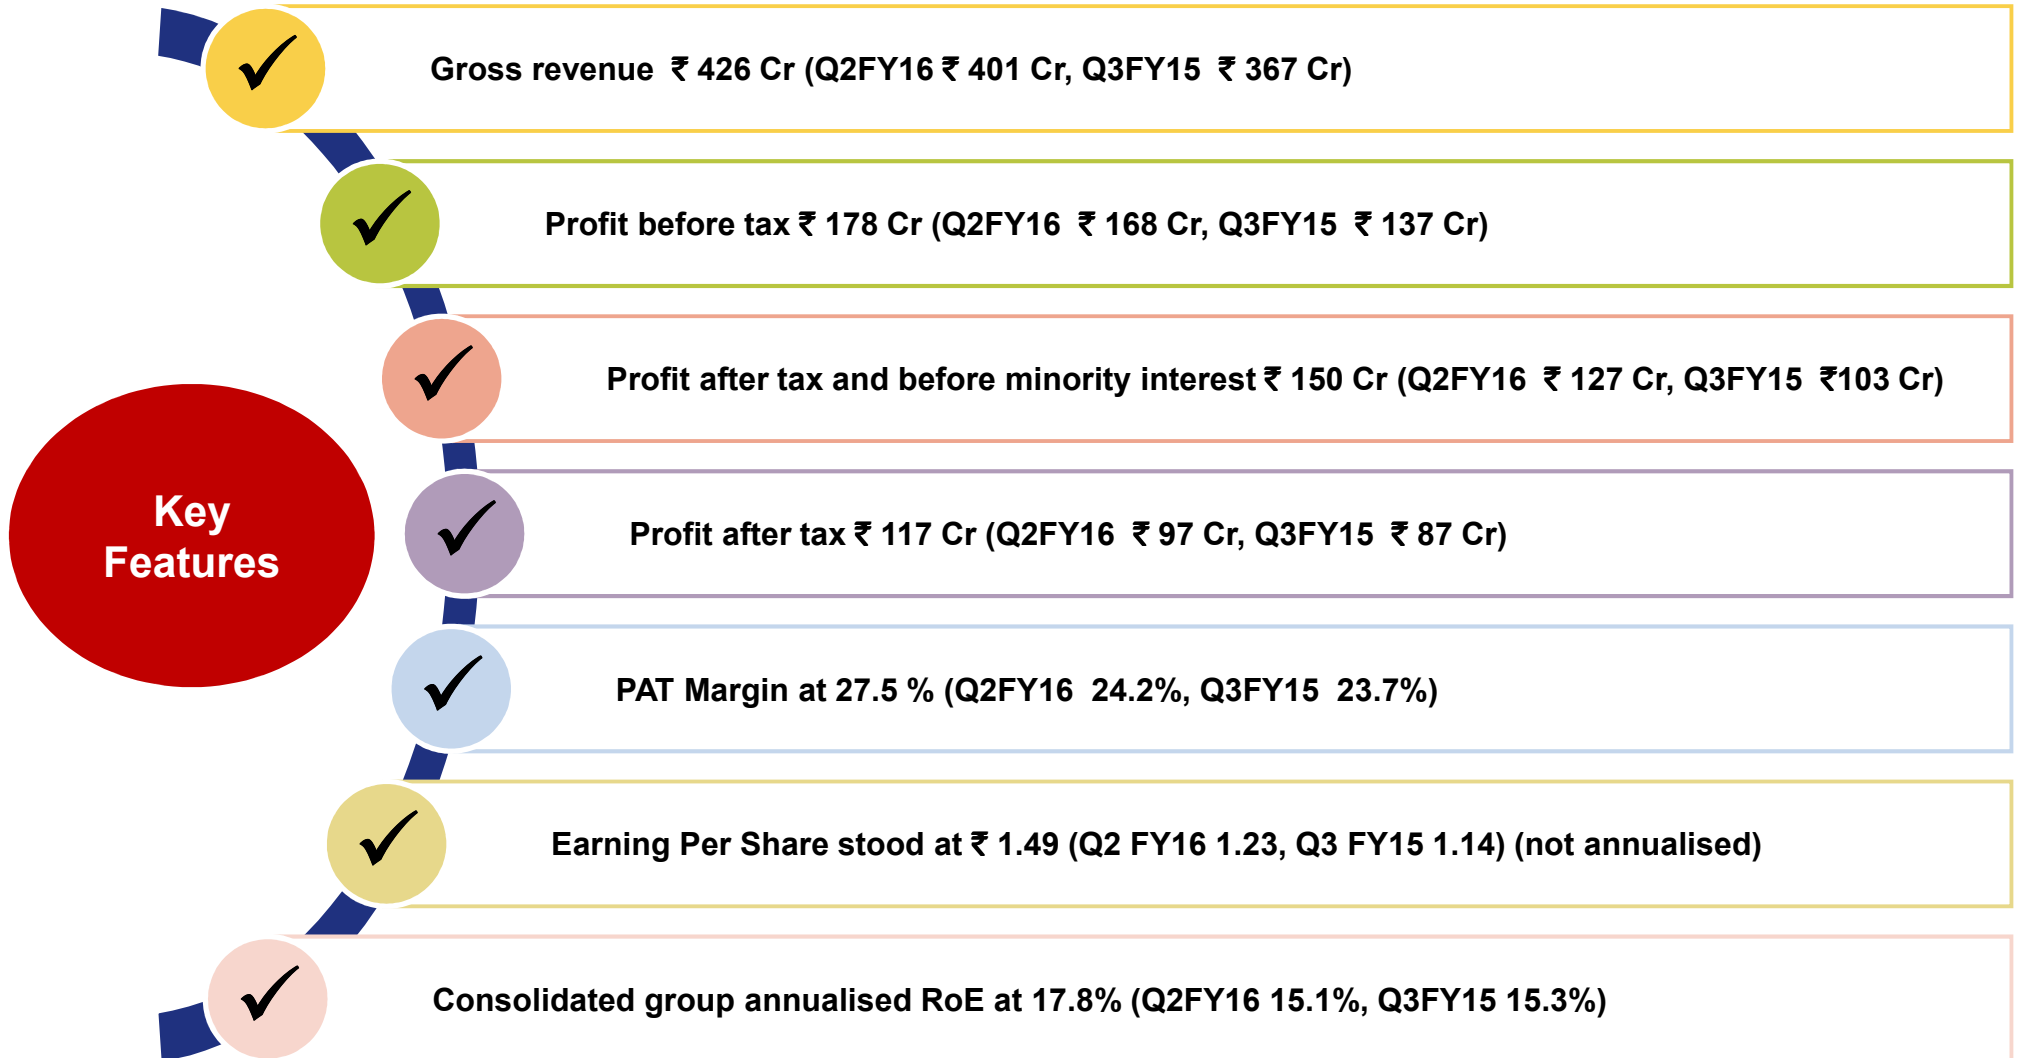 Gross revenue ₹ 426 Cr (Q2FY16 ₹ 401 Cr, Q3FY15 ₹ 367 Cr)
Profit before tax ₹ 178 Cr (Q2FY16 ₹ 168 Cr, Q3FY15 ₹ 137 Cr)
Profit after tax and before minority interest ₹ 150 Cr (Q2FY16 ₹ 127 Cr, Q3FY15 ₹103 Cr)
Key
Features
Profit after tax ₹ 117 Cr (Q2FY16 ₹ 97 Cr, Q3FY15 ₹ 87 Cr)
PAT Margin at 27.5 % (Q2FY16 24.2%, Q3FY15 23.7%)
Earning Per Share stood at ₹ 1.49 (Q2 FY16 1.23, Q3 FY15 1.14) (not annualised)
Consolidated group annualised RoE at 17.8% (Q2FY16 15.1%, Q3FY15 15.3%)